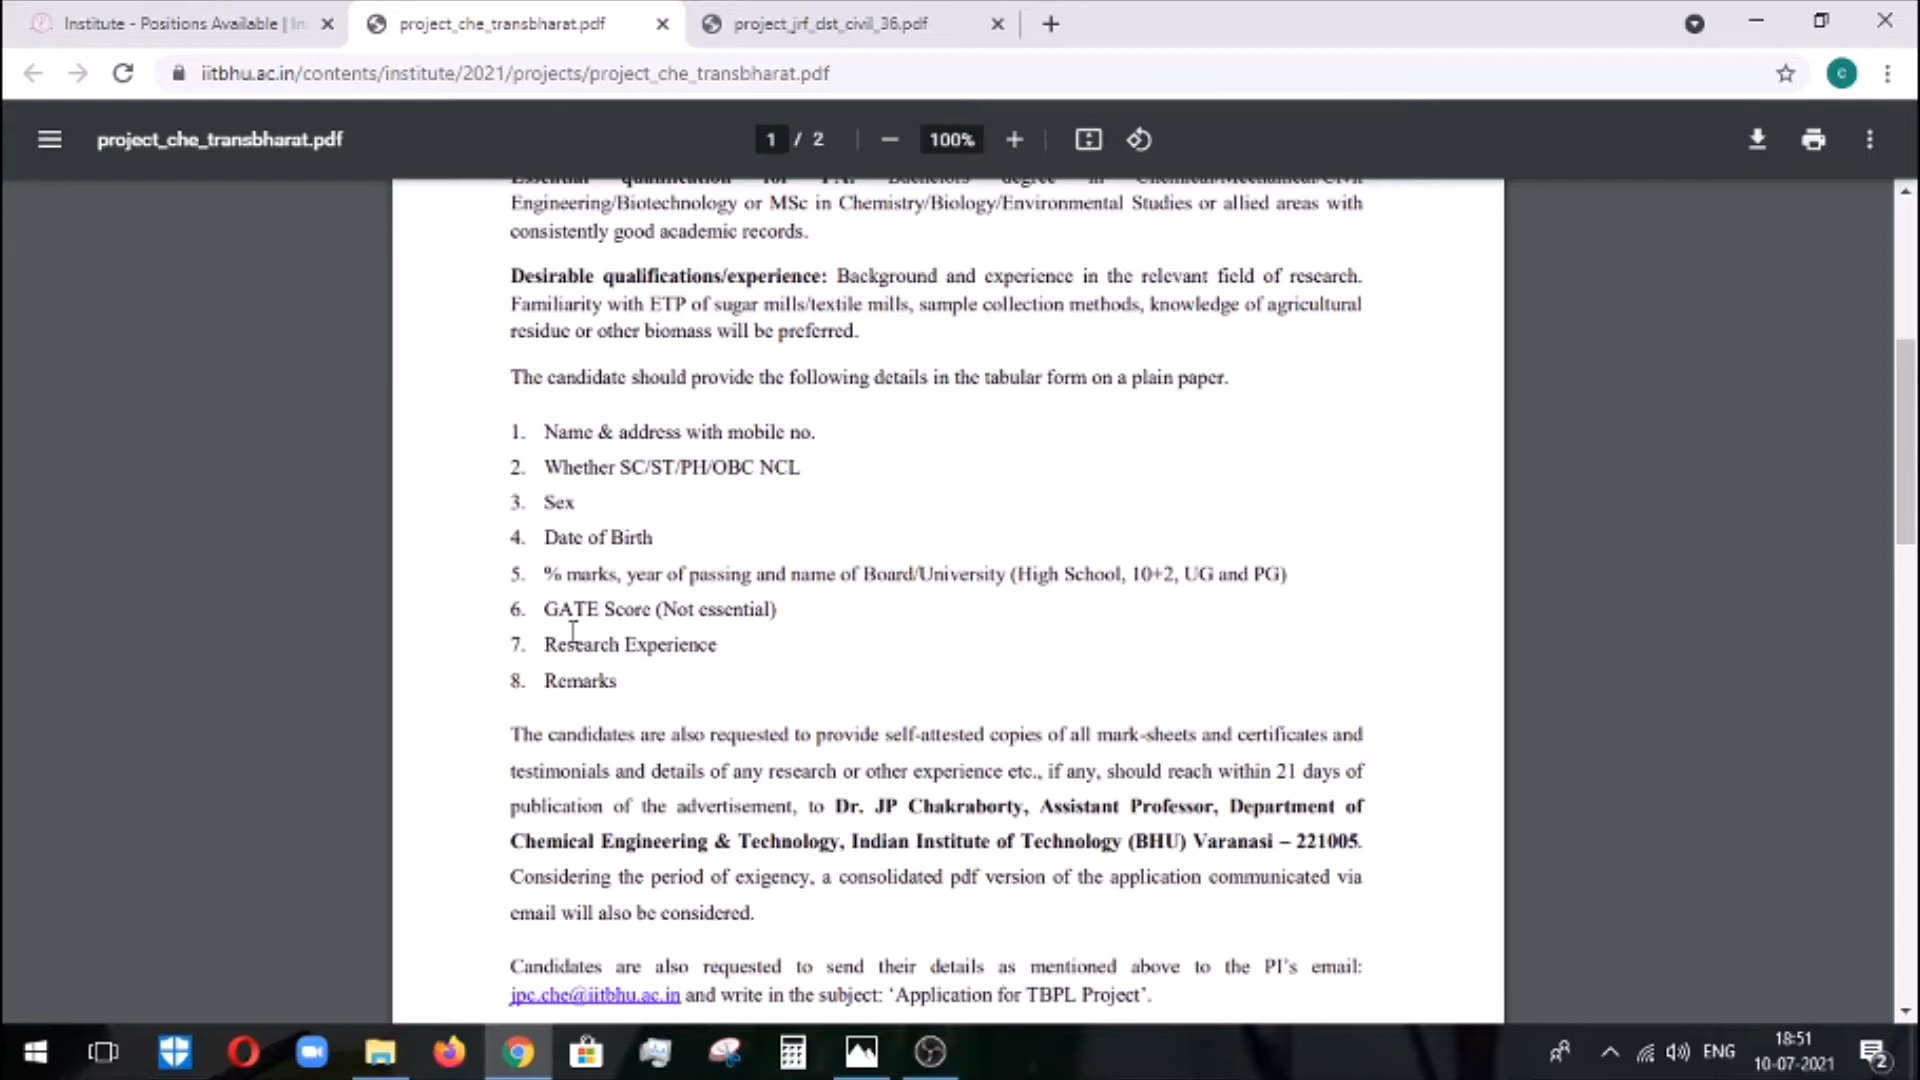 Institute - Positions Available | In
project_che_transbharat.pdf
project_jrf_dst_civil_36.pdf
iitbhu.ac.in/contents/institute/2021/projects/project_che_transbharat.pdf
C
project_che_transbharat.pdf
1 / 2
100%
Essential qualification for PA: Bachelors degree in Chemical/Mechanical/Civil
Engineering/Biotechnology or MSc in Chemistry/Biology/Environmental Studies or allied areas with
consistently good academic records.
Desirable qualifications/experience: Background and experience in the relevant field of research.
Familiarity with ETP of sugar mills/textile mills, sample collection methods, knowledge of agricultural
residue or other biomass will be preferred.
The candidate should provide the following details in the tabular form on a plain paper.
1. Name & address with mobile no.
2. Whether SC/ST/PH/OBC NCL
3. Sex
4. Date of Birth
5. % marks, year of passing and name of Board/University (High School, 10+2, UG and PG)
6. GATE Score (Not essential)
7. Research Experience
8. Remarks
The candidates are also requested to provide self-attested copies of all mark-sheets and certificates and
testimonials and details of any research or other experience etc., if any, should reach within 21 days of
publication of the advertisement, to Dr. JP Chakraborty, Assistant Professor, Department of
Chemical Engineering & Technology, Indian Institute of Technology (BHU) Varanasi – 221005.
Considering the period of exigency, a consolidated pdf version of the application communicated via
email will also be considered.
Candidates are also requested to send their details as mentioned above to the PI's email:
jpc.che@iitbhu.ac.in and write in the subject: ‘Application for TBPL Project’.
ENG
18:51
10-07-2021
2